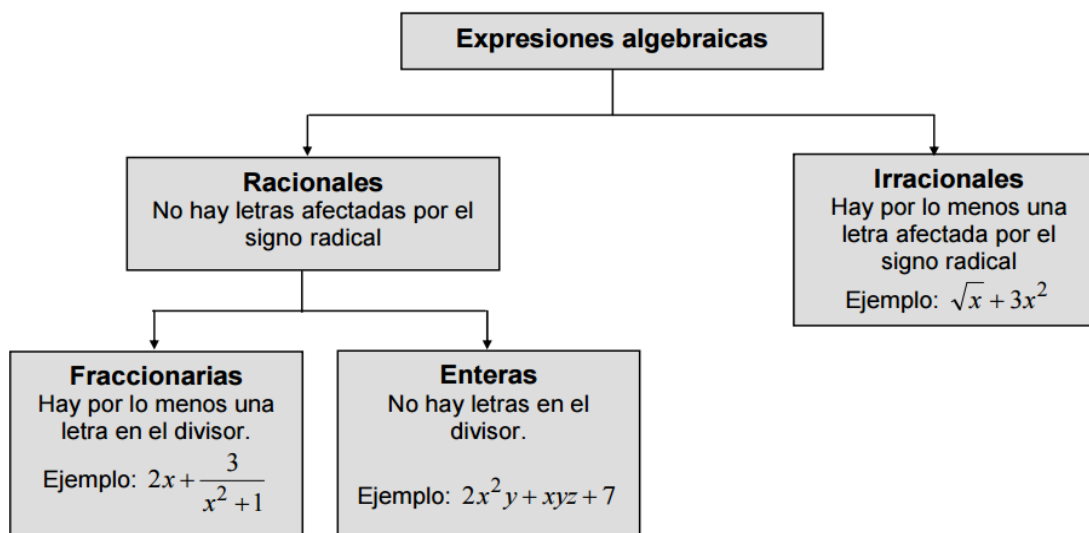 Expresiones algebraicas
Racionales
No hay letras afectadas por el
signo radical
Irracionales
Hay por lo menos una
letra afectada por el
signo radical
Ejemplo: √x + 3x²
Fraccionarias
Hay por lo menos una
letra en el divisor.
Ejemplo: 2x + 3/(x² + 1)
Enteras
No hay letras en el
divisor.
Ejemplo: 2x²y + xyz + 7